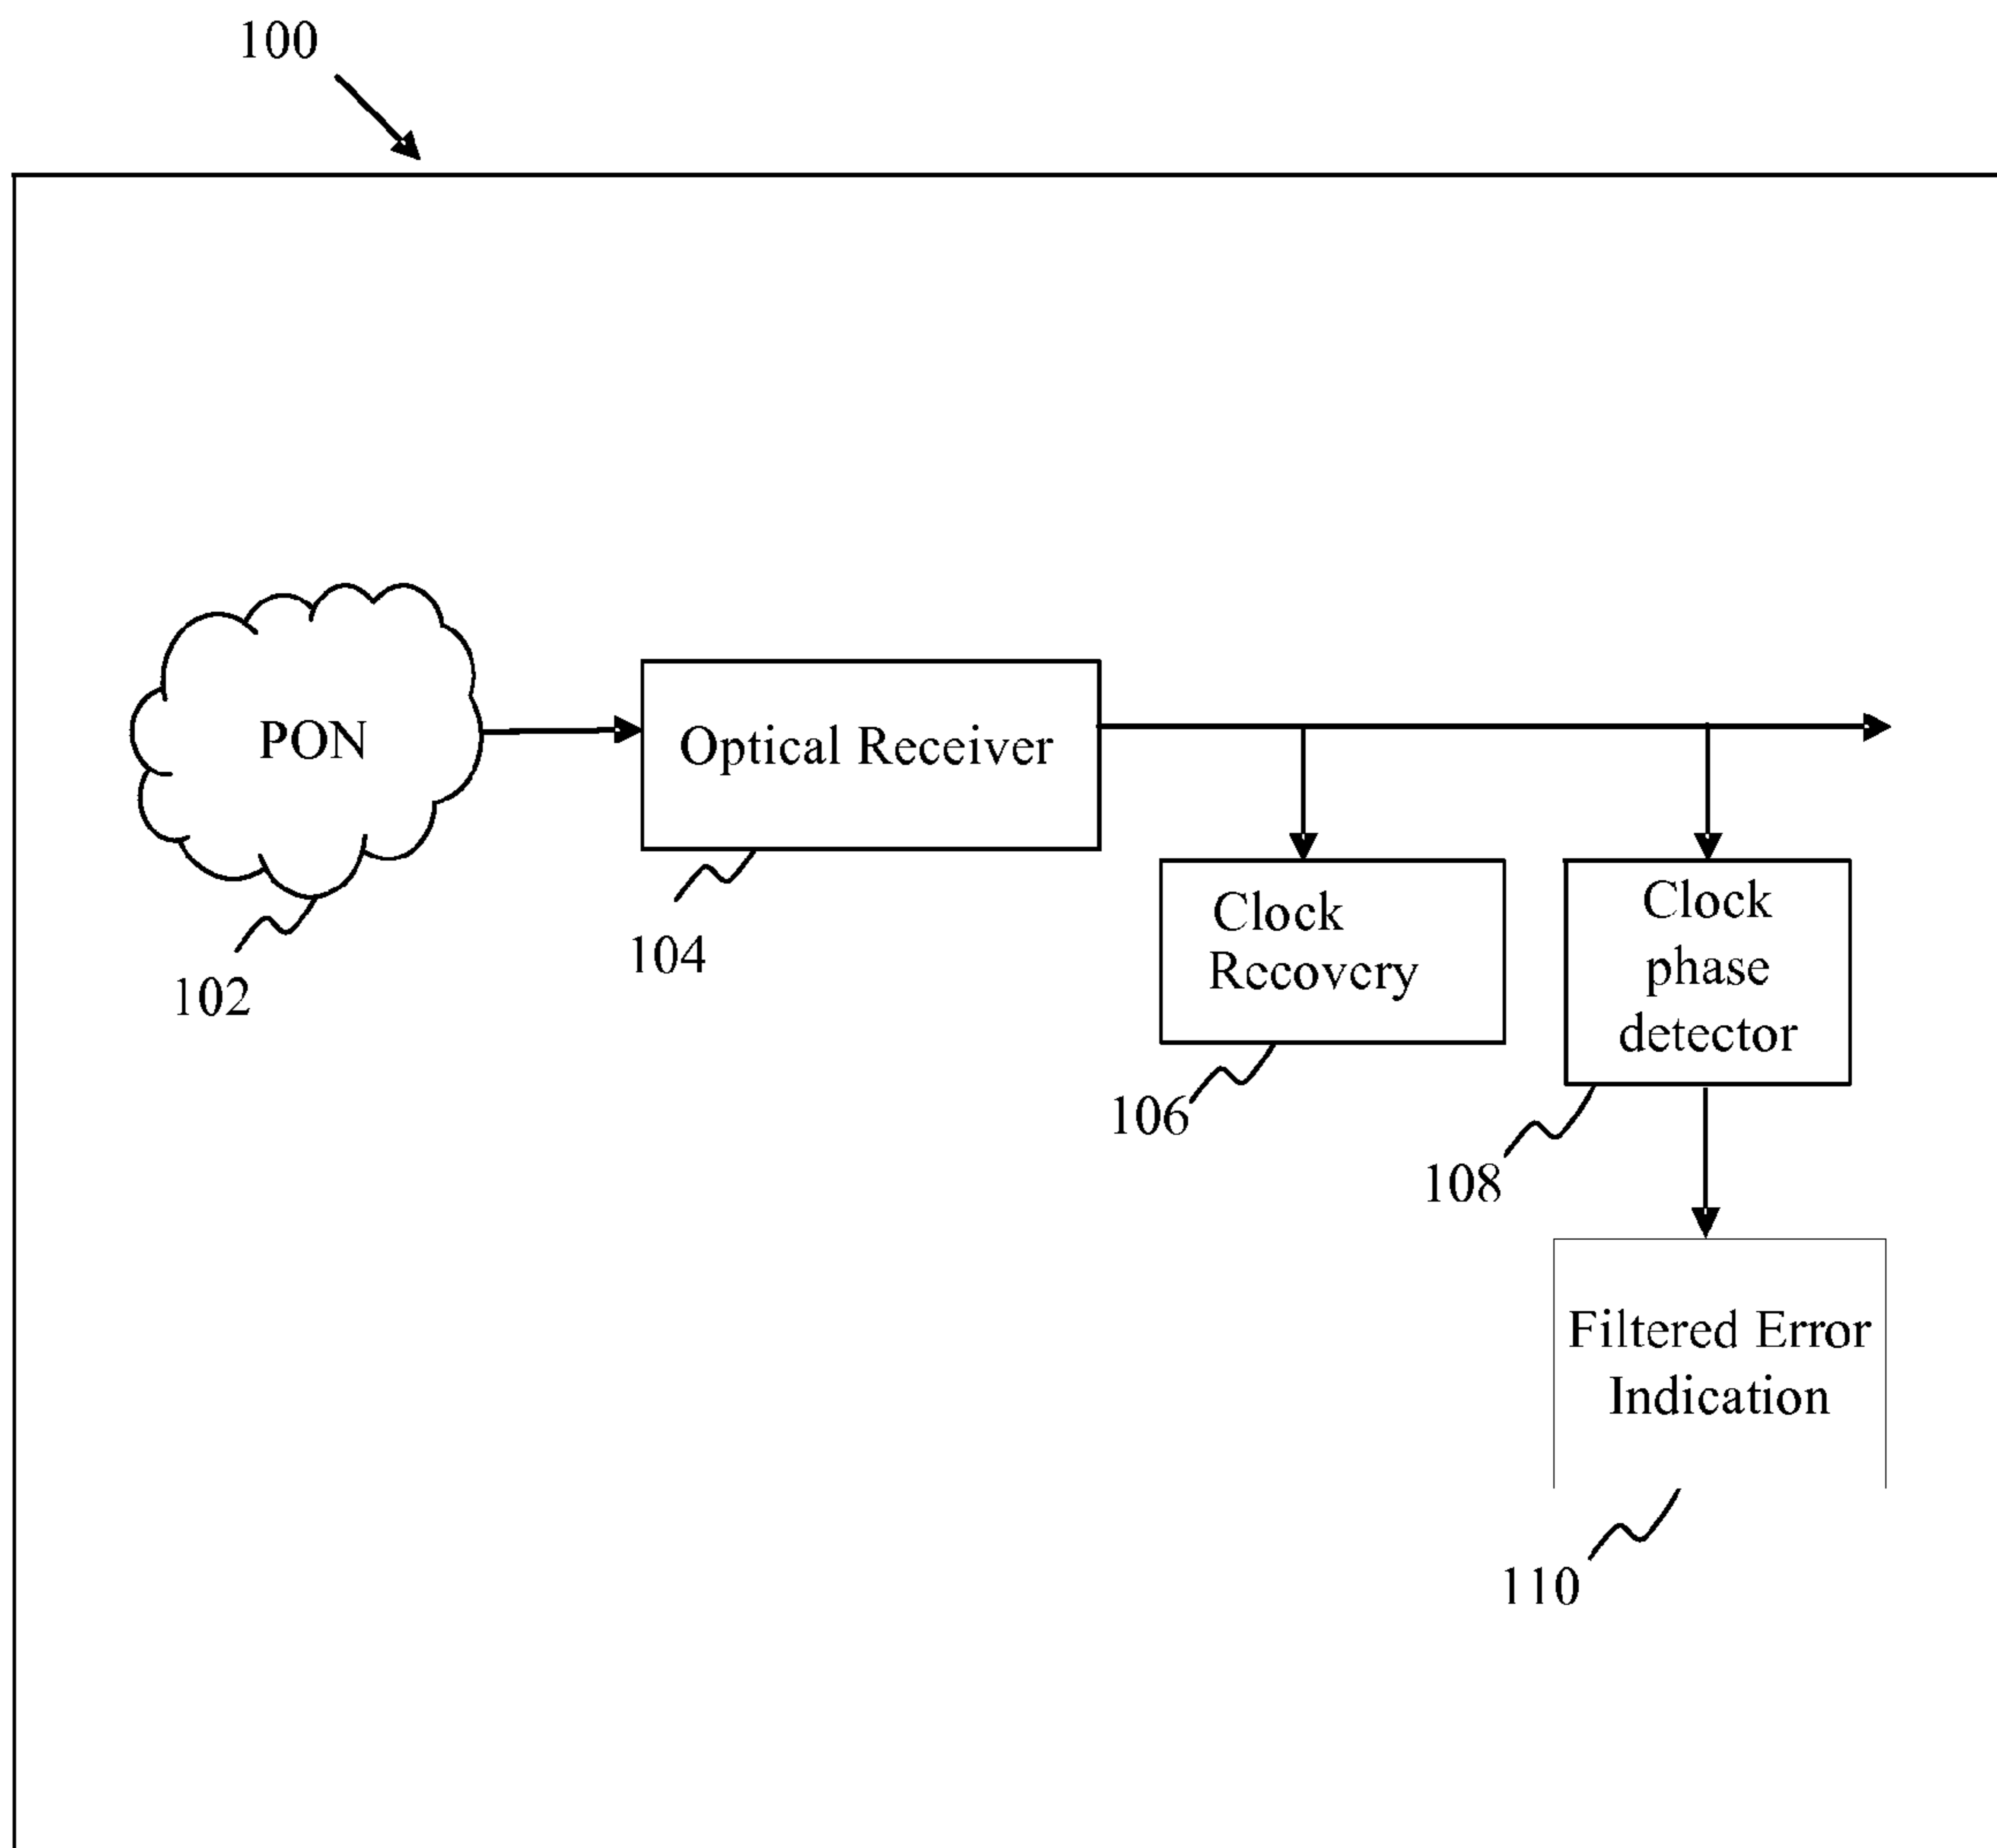 100
PON
Optical Receiver
102
104
Clock
Recovery
106
Clock
phase
detector
108
Filtered Error
Indication
110